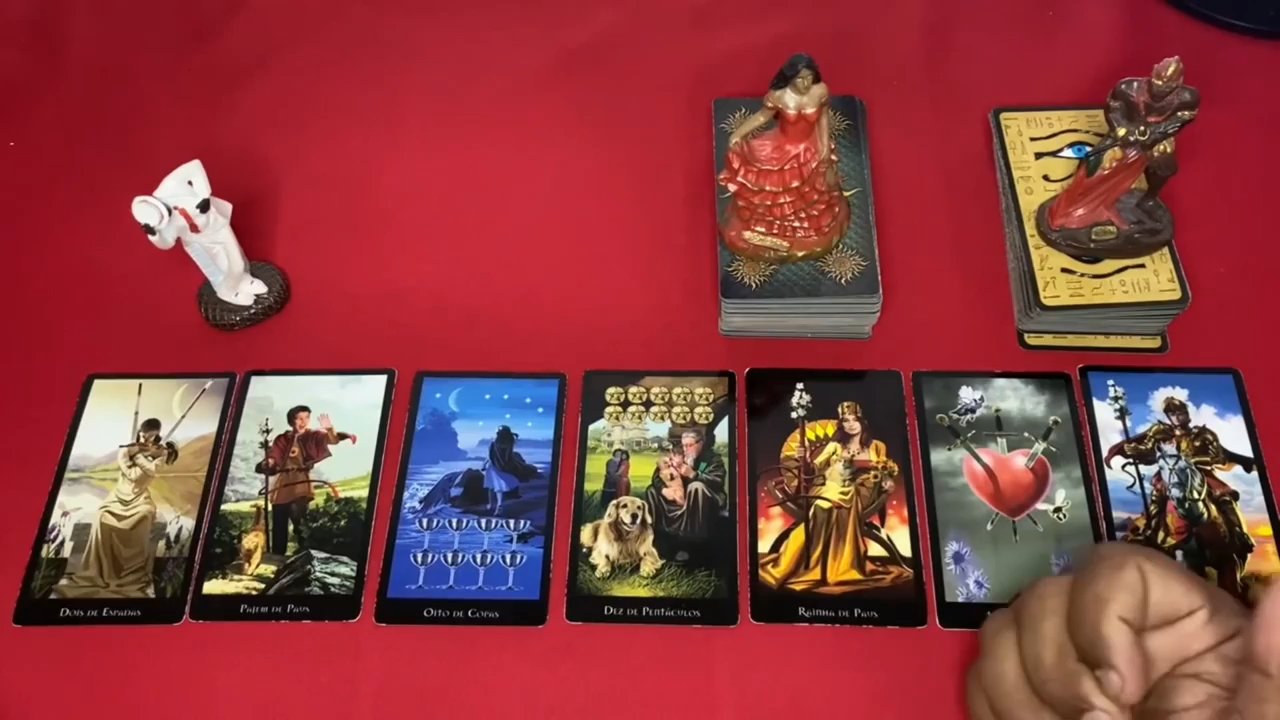 Dois de Espadas
Pajem de Paus
Oito de Copas
Dez de Pentáculos
Rainha de Paus